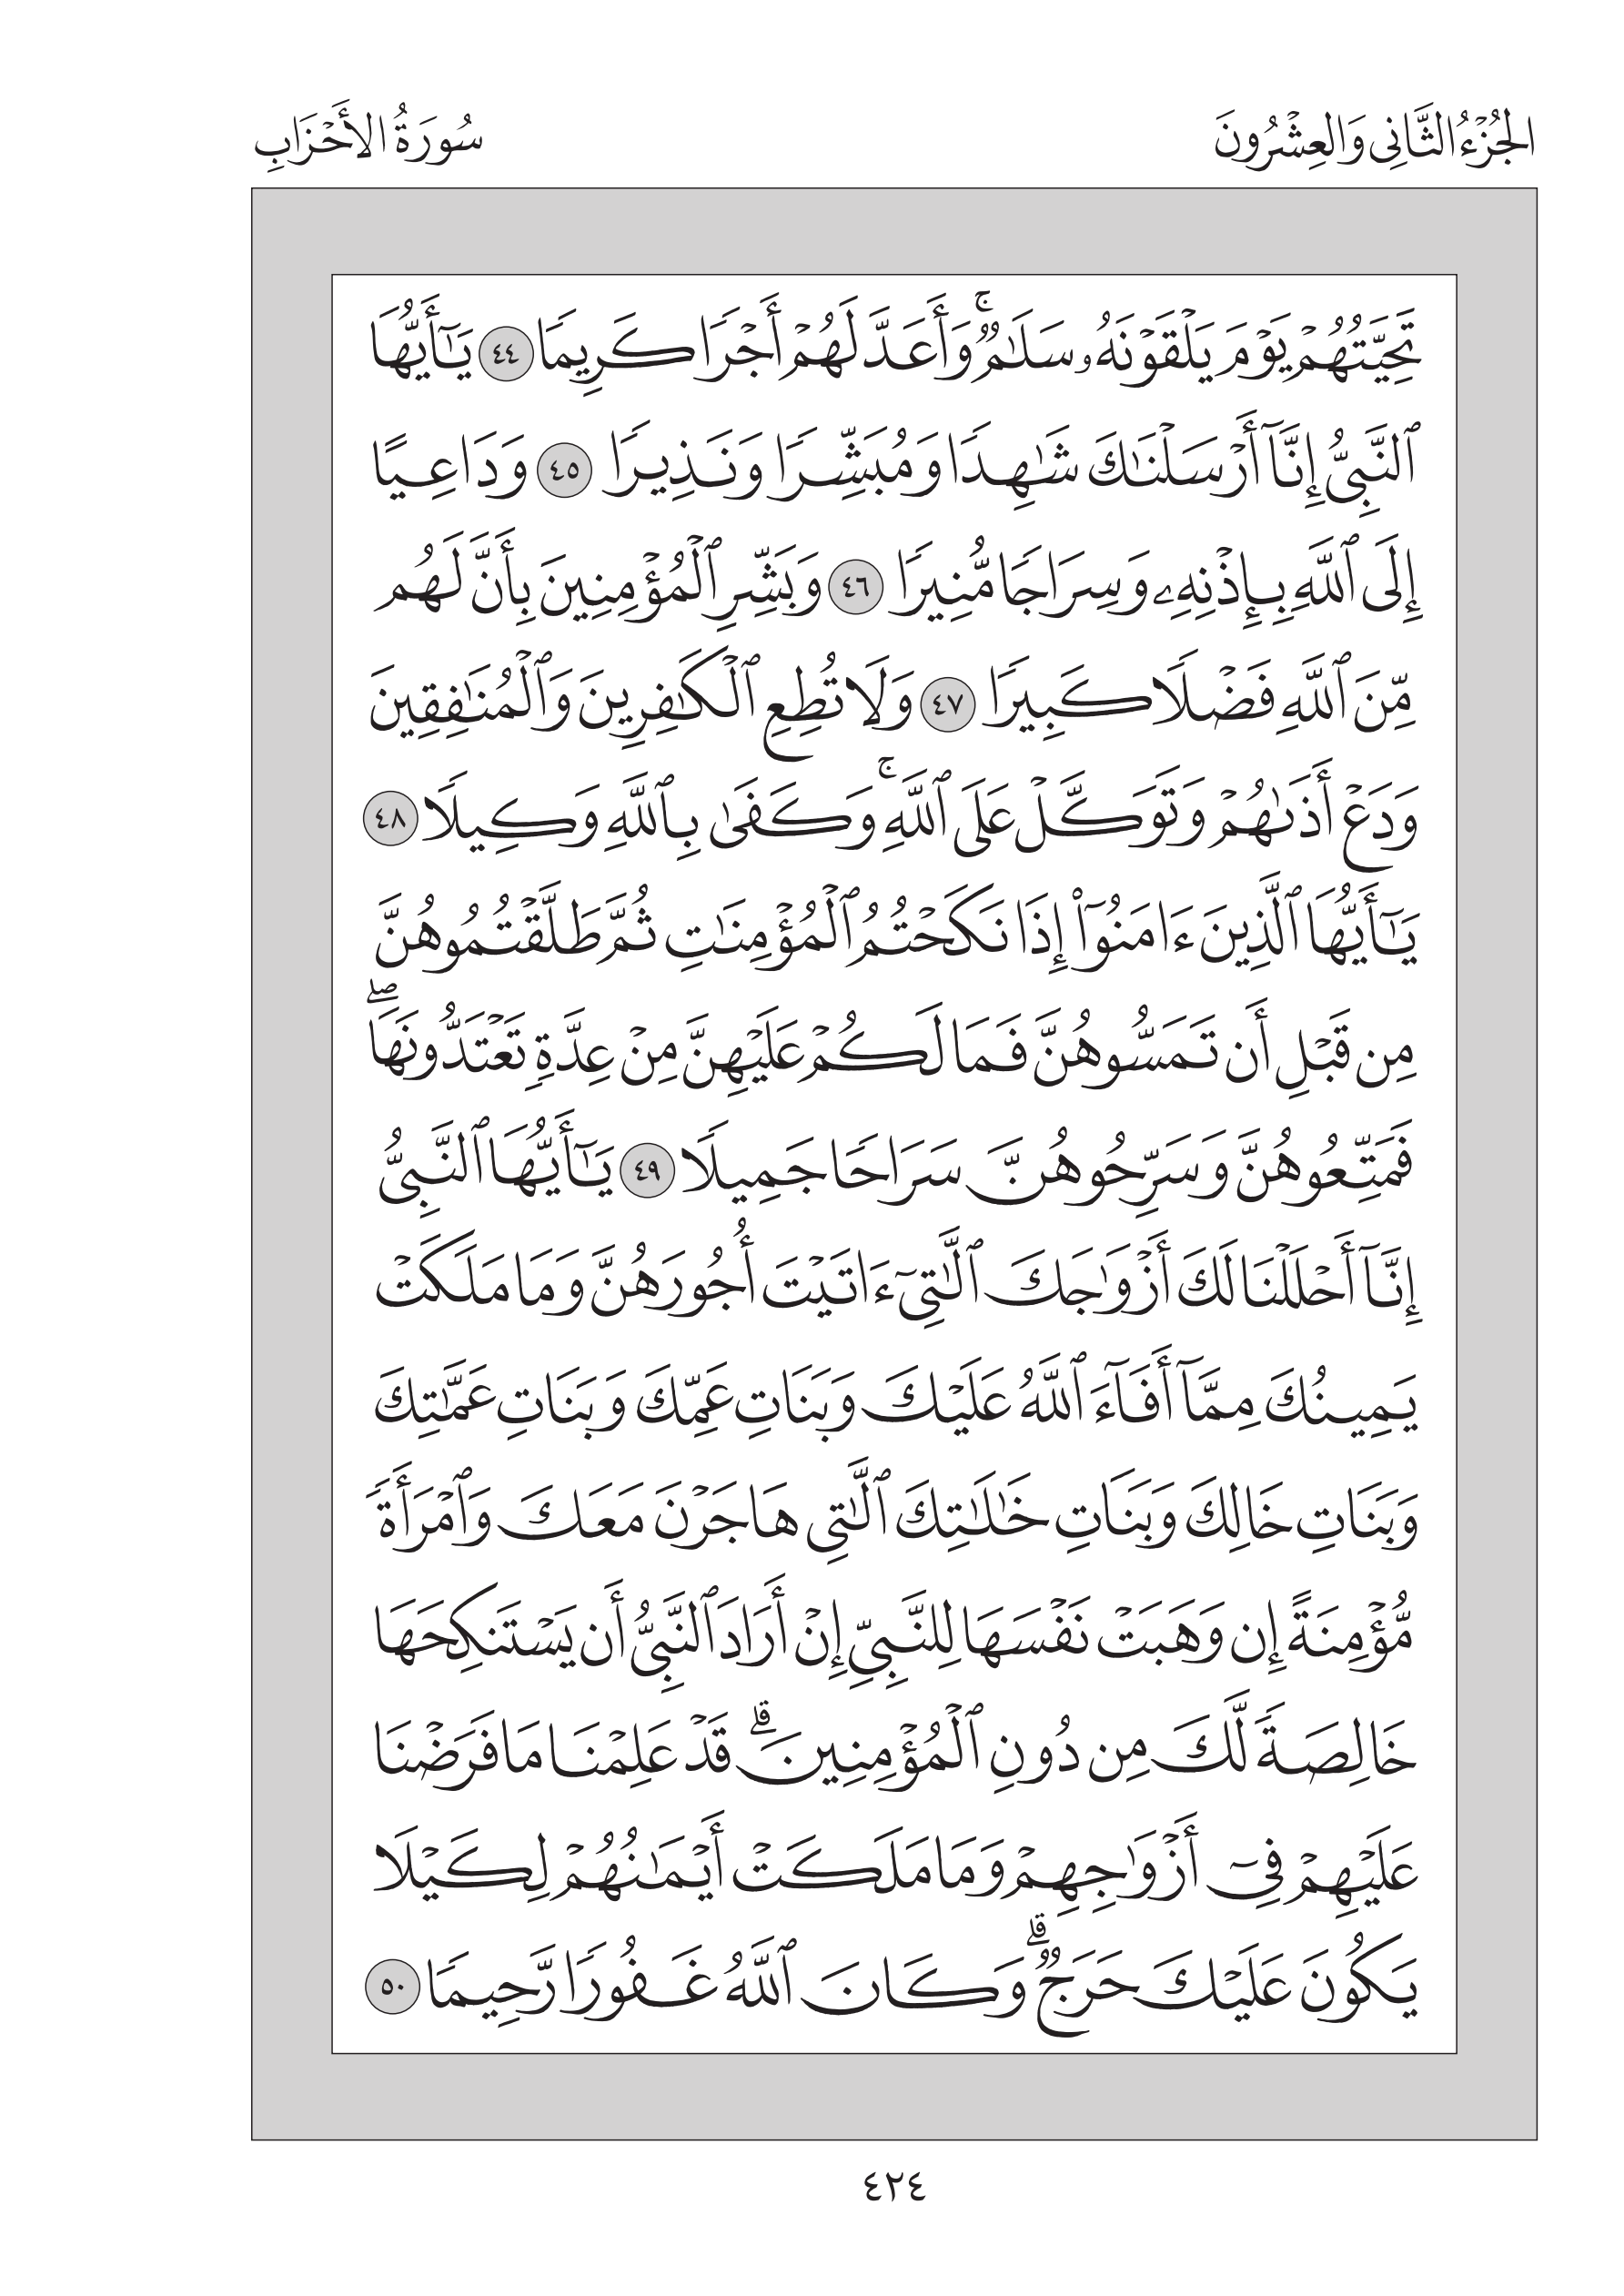 الجُزْءُ الثَّانِي وَالعِشْرُونَ
سُورَةُ الأَحْزَابِ
تَحِيَّتُهُمْ يَوْمَ يَلْقَوْنَهُۥ سَلَٰمٌۚ وَأَعَدَّ لَهُمْ أَجْرًا كَرِيمًا ٤٤ يَٰٓأَيُّهَا
ٱلنَّبِيُّ إِنَّآ أَرْسَلْنَٰكَ شَٰهِدًا وَمُبَشِّرًا وَنَذِيرًا ٤٥ وَدَاعِيًا
إِلَى ٱللَّهِ بِإِذْنِهِۦ وَسِرَاجًا مُّنِيرًا ٤٦ وَبَشِّرِ ٱلْمُؤْمِنِينَ بِأَنَّ لَهُم
مِّنَ ٱللَّهِ فَضْلًا كَبِيرًا ٤٧ وَلَا تُطِعِ ٱلْكَٰفِرِينَ وَٱلْمُنَٰفِقِينَ
وَدَعْ أَذَىٰهُمْ وَتَوَكَّلْ عَلَى ٱللَّهِۚ وَكَفَىٰ بِٱللَّهِ وَكِيلًا ٤٨
يَٰٓأَيُّهَا ٱلَّذِينَ ءَامَنُوٓا۟ إِذَا نَكَحْتُمُ ٱلْمُؤْمِنَٰتِ ثُمَّ طَلَّقْتُمُوهُنَّ
مِن قَبْلِ أَن تَمَسُّوهُنَّ فَمَا لَكُمْ عَلَيْهِنَّ مِنْ عِدَّةٍ تَعْتَدُّونَهَاۖ
فَمَتِّعُوهُنَّ وَسَرِّحُوهُنَّ سَرَاحًا جَمِيلًا ٤٩ يَٰٓأَيُّهَا ٱلنَّبِيُّ
إِنَّآ أَحْلَلْنَا لَكَ أَزْوَٰجَكَ ٱلَّٰتِيٓ ءَاتَيْتَ أُجُورَهُنَّ وَمَا مَلَكَتْ
يَمِينُكَ مِمَّآ أَفَآءَ ٱللَّهُ عَلَيْكَ وَبَنَاتِ عَمِّكَ وَبَنَاتِ عَمَّٰتِكَ
وَبَنَاتِ خَالِكَ وَبَنَاتِ خَٰلَٰتِكَ ٱلَّٰتِي هَاجَرْنَ مَعَكَ وَٱمْرَأَةً
مُّؤْمِنَةً إِن وَهَبَتْ نَفْسَهَا لِلنَّبِيِّ إِنْ أَرَادَ ٱلنَّبِيُّ أَن يَسْتَنكِحَهَا
خَالِصَةً لَّكَ مِن دُونِ ٱلْمُؤْمِنِينَۗ قَدْ عَلِمْنَا مَا فَرَضْنَا
عَلَيْهِمْ فِيٓ أَزْوَٰجِهِمْ وَمَا مَلَكَتْ أَيْمَٰنُهُمْ لِكَيْلَا
يَكُونَ عَلَيْكَ حَرَجٌۗ وَكَانَ ٱللَّهُ غَفُورًا رَّحِيمًا ٥٠
٤٢٤